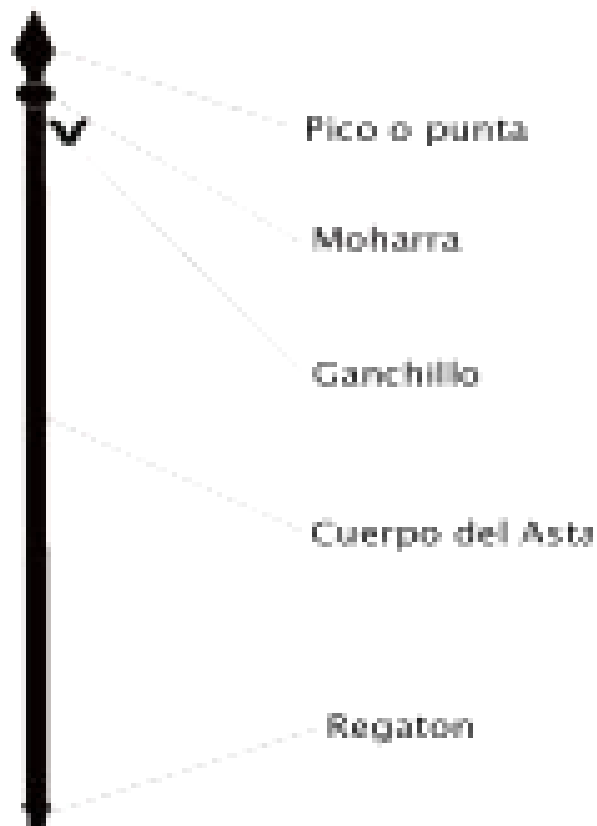 Pico o punta
Moharra
Ganchillo
Cuerpo del Asta
Regaton